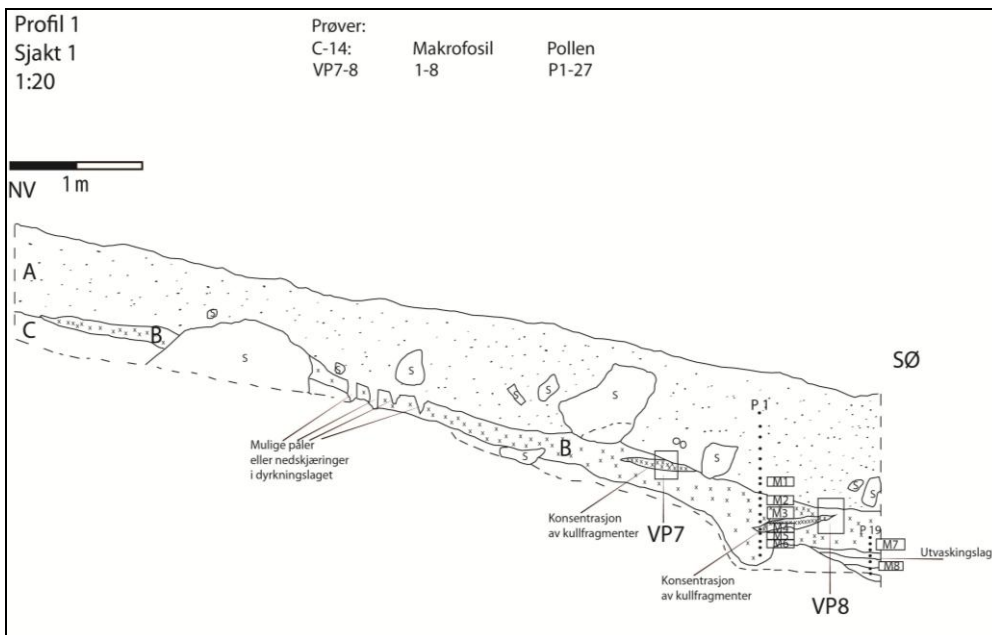 Profil 1
Sjakt 1
1:20
Prøver:
C-14:
VP7-8
Makrofosil
1-8
Pollen
P1-27
1 m
NV
A
C
B
S
S
S
S
S
S
S
S
S
S
SØ
P 1
B
S
Mulige påler
eller nedskjæringer
i dyrkningslaget
Konsentrasjon
av kullfragmenter
VP7
M1
M2
M3
M4
M5
M6
P 19
M7
M8
Utvaskingslag
Konsentrasjon
av kullfragmenter
VP8